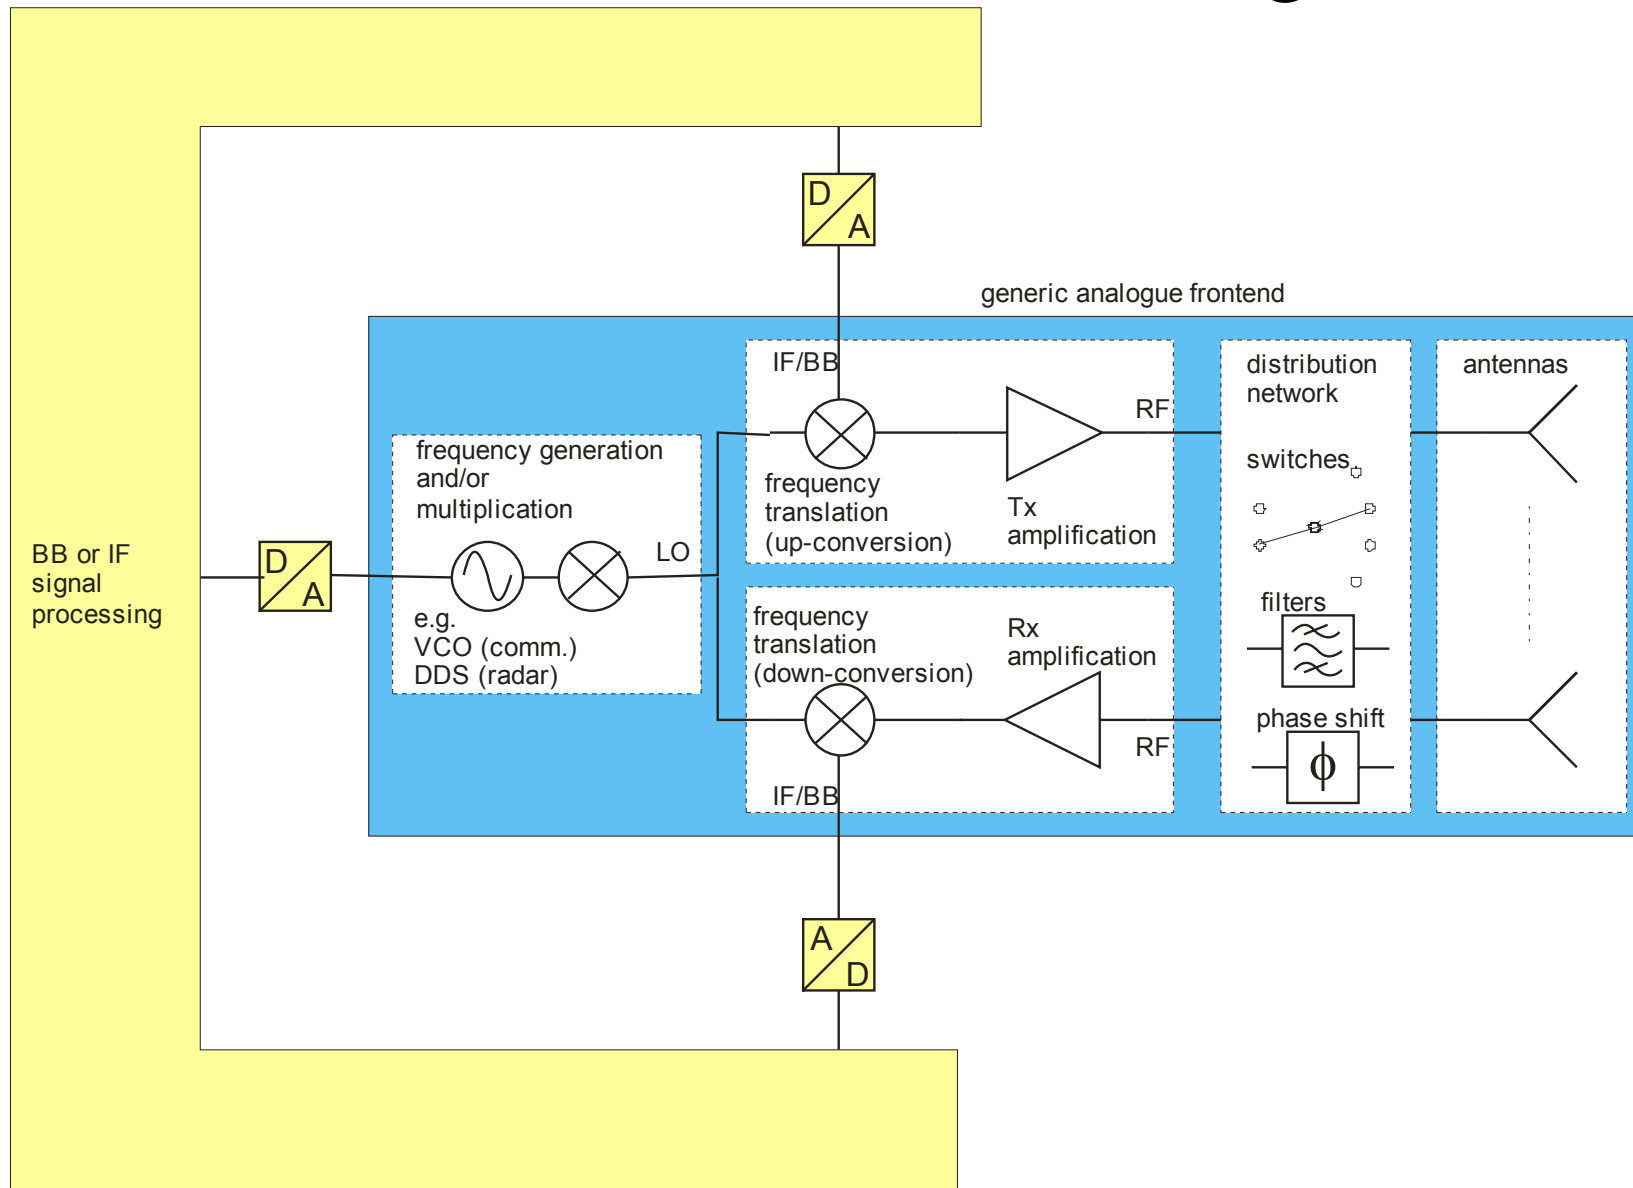 D
A
generic analogue frontend
IF/BB
distribution
network
antennas
RF
frequency generation
and/or
multiplication
switches
frequency
translation
(up-conversion)
Tx
amplification
BB or IF
signal
processing
D
A
LO
e.g.
VCO (comm.)
DDS (radar)
frequency
translation
(down-conversion)
Rx
amplification
filters
phase shift
ϕ
RF
IF/BB
A
D